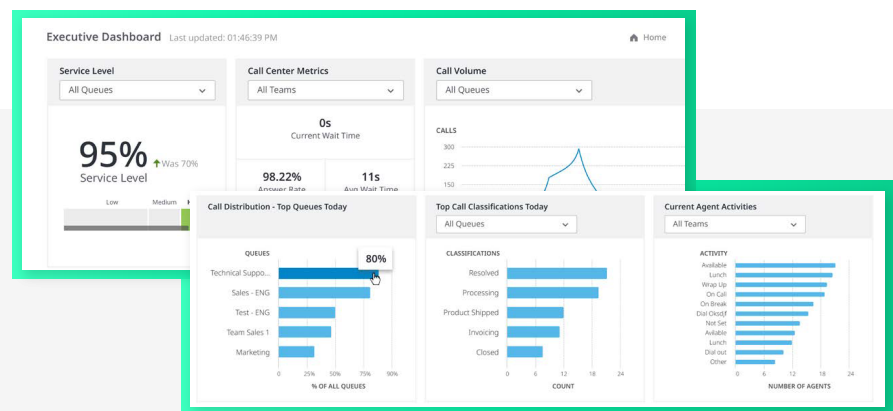 Executive Dashboard Last updated: 01:46:39 PM
Home
Service Level
All Queues
95%
Was 70%
Service Level
Low Medium
Call Center Metrics
All Teams
0s
Current Wait Time
98.22%
Answer Rate
11s
Avg Wait Time
Call Volume
All Queues
CALLS
300
225
150
Call Distribution - Top Queues Today
QUEUES
80%
Technical Suppo...
Sales - ENG
Test - ENG
Team Sales 1
Marketing
0 25% 50% 75% 90%
% OF ALL QUEUES
Top Call Classifications Today
All Queues
CLASSIFICATIONS
Resolved
Processing
Product Shipped
Invoicing
Closed
0 6 12 18 24
COUNT
Current Agent Activities
All Teams
ACTIVITY
Available
Lunch
Wrap Up
On Call
On Break
Dial Oksdjf
Not Set
Avilable
Lunch
Dial out
Other
0 6 12 18 24
NUMBER OF AGENTS